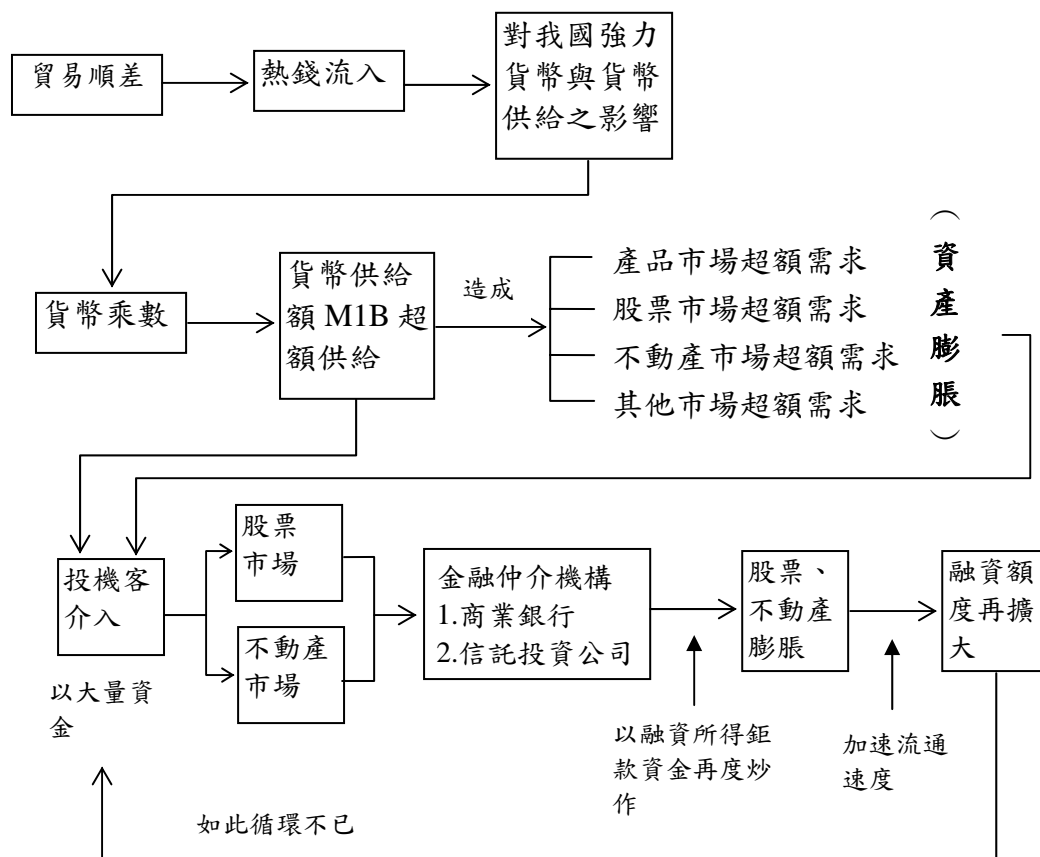 貿易順差
熱錢流入
對我國強力
貨幣與貨幣
供給之影響
貨幣乘數
貨幣供給
額 M1B 超
額供給
造成
產品市場超額需求
股票市場超額需求
不動產市場超額需求
其他市場超額需求
（資產膨脹）
投機客
介入
以大量資
金
股票
市場
不動產
市場
金融仲介機構
1.商業銀行
2.信託投資公司
以融資所得鉅
款資金再度炒
作
股票、
不動產
膨脹
加速流通
速度
融資額
度再擴
大
如此循環不已